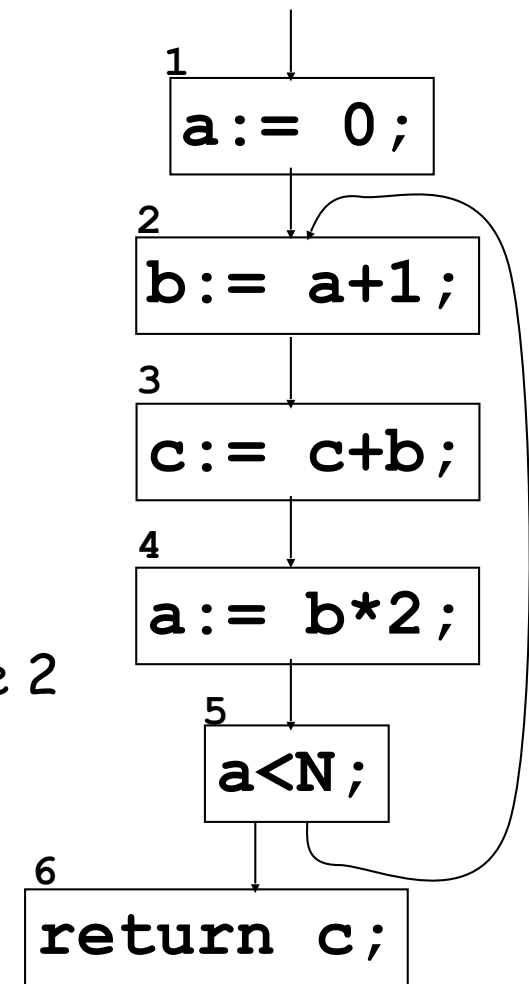 1
a:= 0;
2
b:= a+1;
3
c:= c+b;
4
a:= b*2;
2
5
a<N;
6
return c;